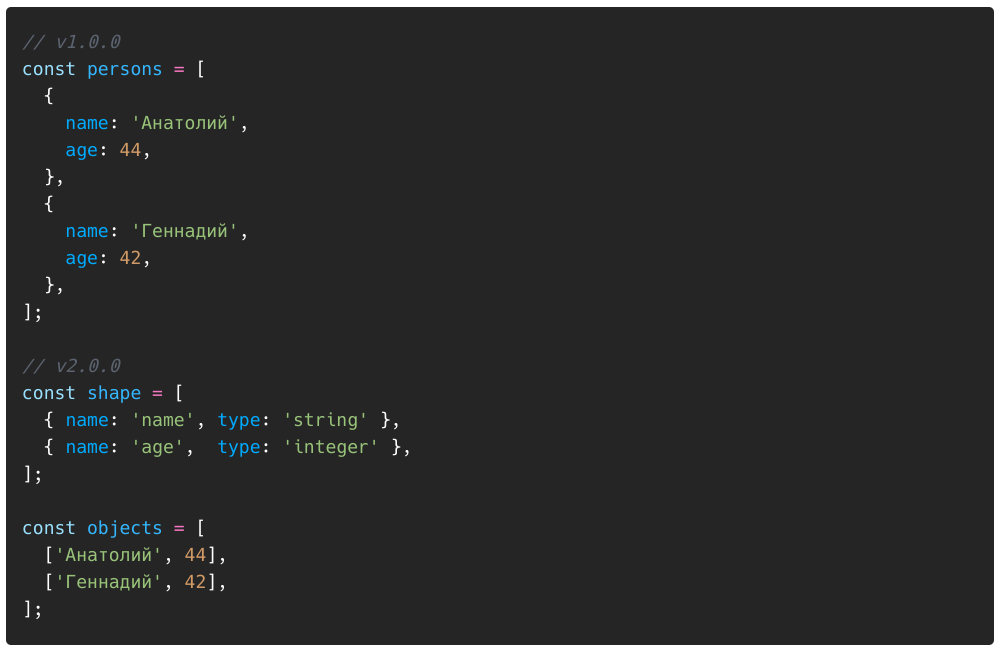 // v1.0.0
const persons = [
  {
    name: 'Анатолий',
    age: 44,
  },
  {
    name: 'Геннадий',
    age: 42,
  },
];

// v2.0.0
const shape = [
  { name: 'name', type: 'string' },
  { name: 'age',  type: 'integer' },
];

const objects = [
  ['Анатолий', 44],
  ['Геннадий', 42],
];